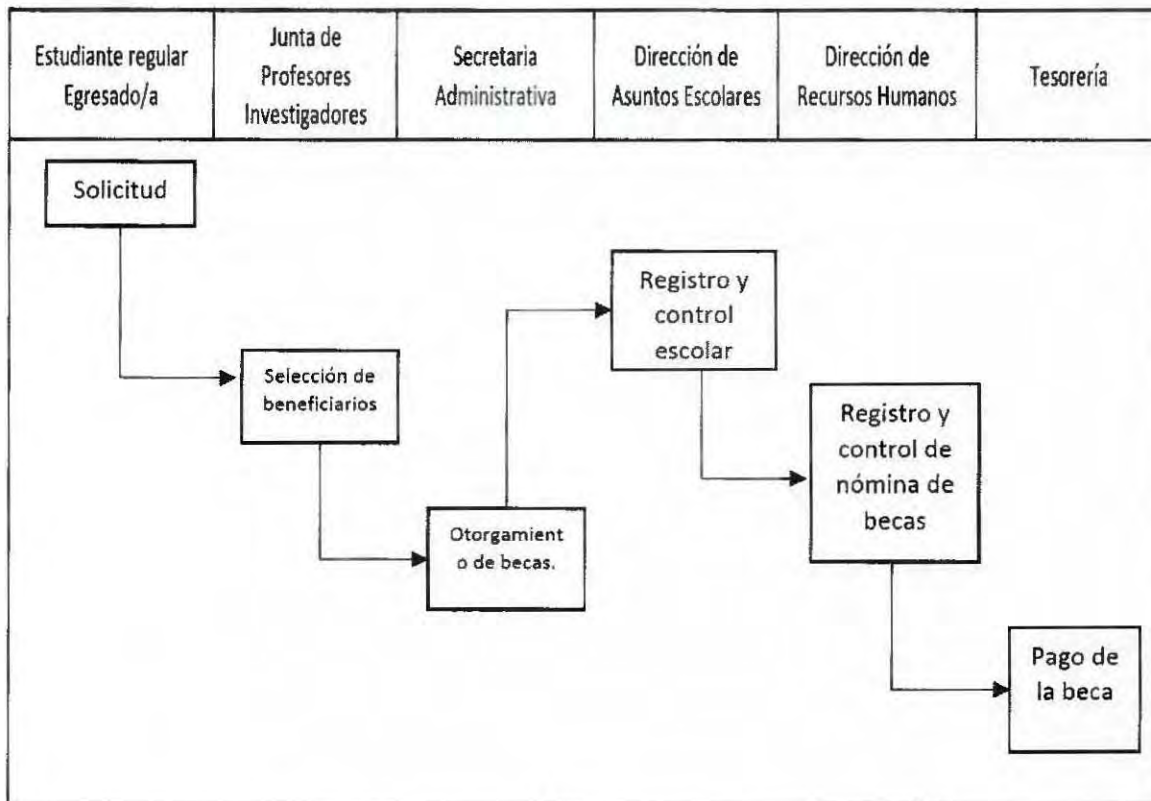 Estudiante regular
Egresado/a
Junta de
Profesores
Investigadores
Secretaria
Administrativa
Dirección de
Asuntos Escolares
Dirección de
Recursos Humanos
Tesorería
Solicitud
Selección de
beneficiarios
Otorgamient
o de becas.
Registro y
control
escolar
Registro y
control de
nómina de
becas
Pago de
la beca